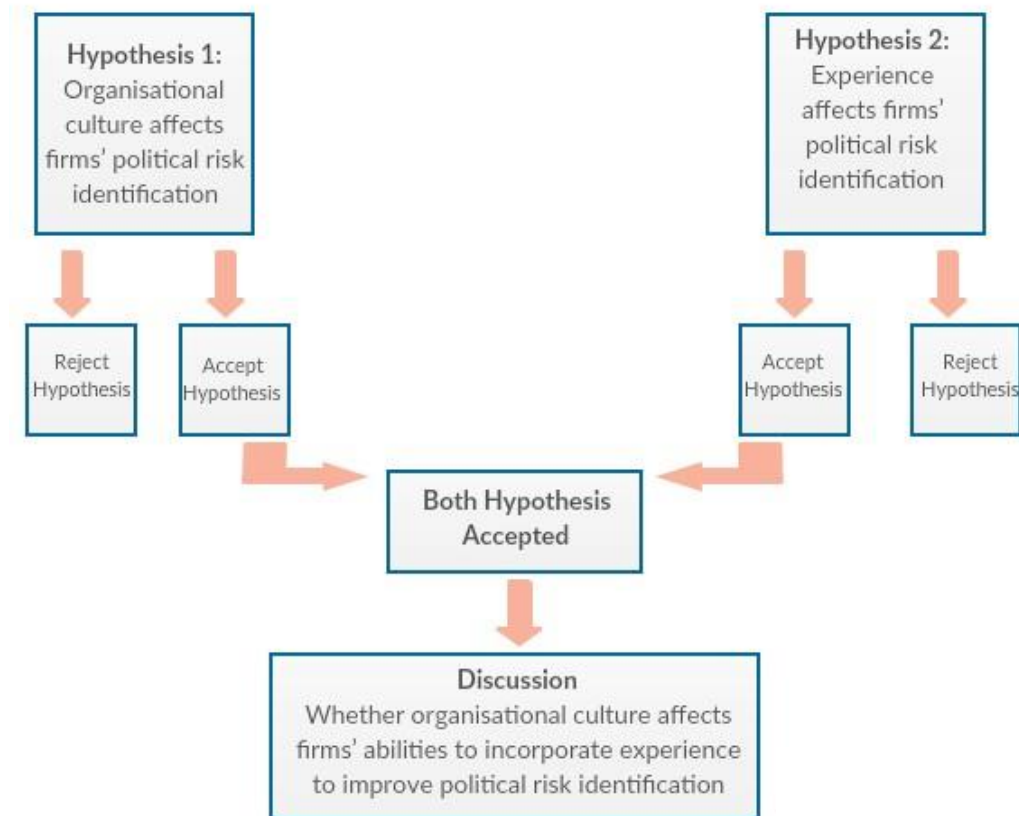 Hypothesis 1:
Organisational
culture affects
firms’ political risk
identification
Hypothesis 2:
Experience
affects firms’
political risk
identification
Reject
Hypothesis
Accept
Hypothesis
Accept
Hypothesis
Reject
Hypothesis
Both Hypothesis
Accepted
Discussion
Whether organisational culture affects
firms’ abilities to incorporate experience
to improve political risk identification